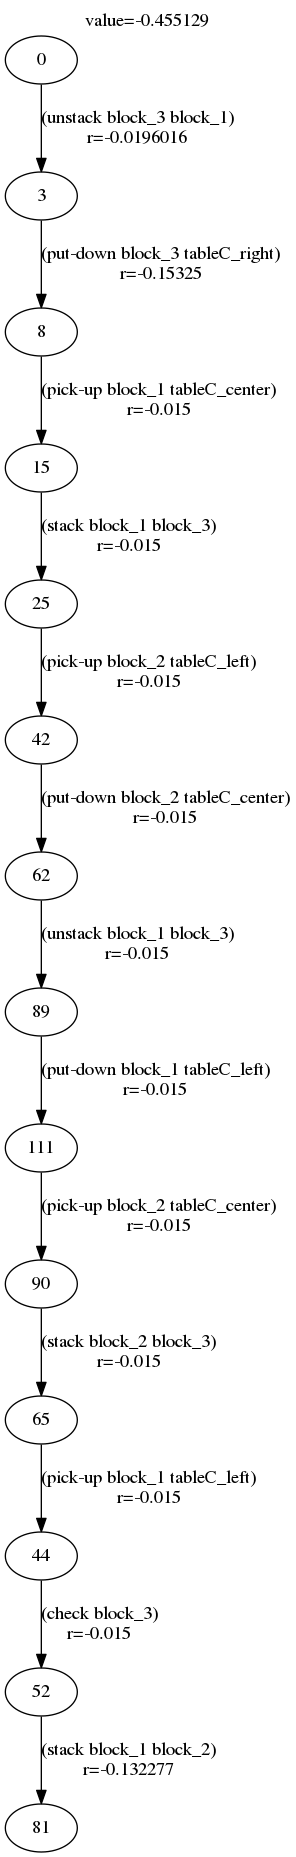 value=-0.455129
0
(unstack block_3 block_1)
r=-0.0196016
3
(put-down block_3 tableC_right)
r=-0.15325
8
(pick-up block_1 tableC_center)
r=-0.015
15
(stack block_1 block_3)
r=-0.015
25
(pick-up block_2 tableC_left)
r=-0.015
42
(put-down block_2 tableC_center)
r=-0.015
62
(unstack block_1 block_3)
r=-0.015
89
(put-down block_1 tableC_left)
r=-0.015
111
(pick-up block_2 tableC_center)
r=-0.015
90
(stack block_2 block_3)
r=-0.015
65
(pick-up block_1 tableC_left)
r=-0.015
44
(check block_3)
r=-0.015
52
(stack block_1 block_2)
r=-0.132277
81